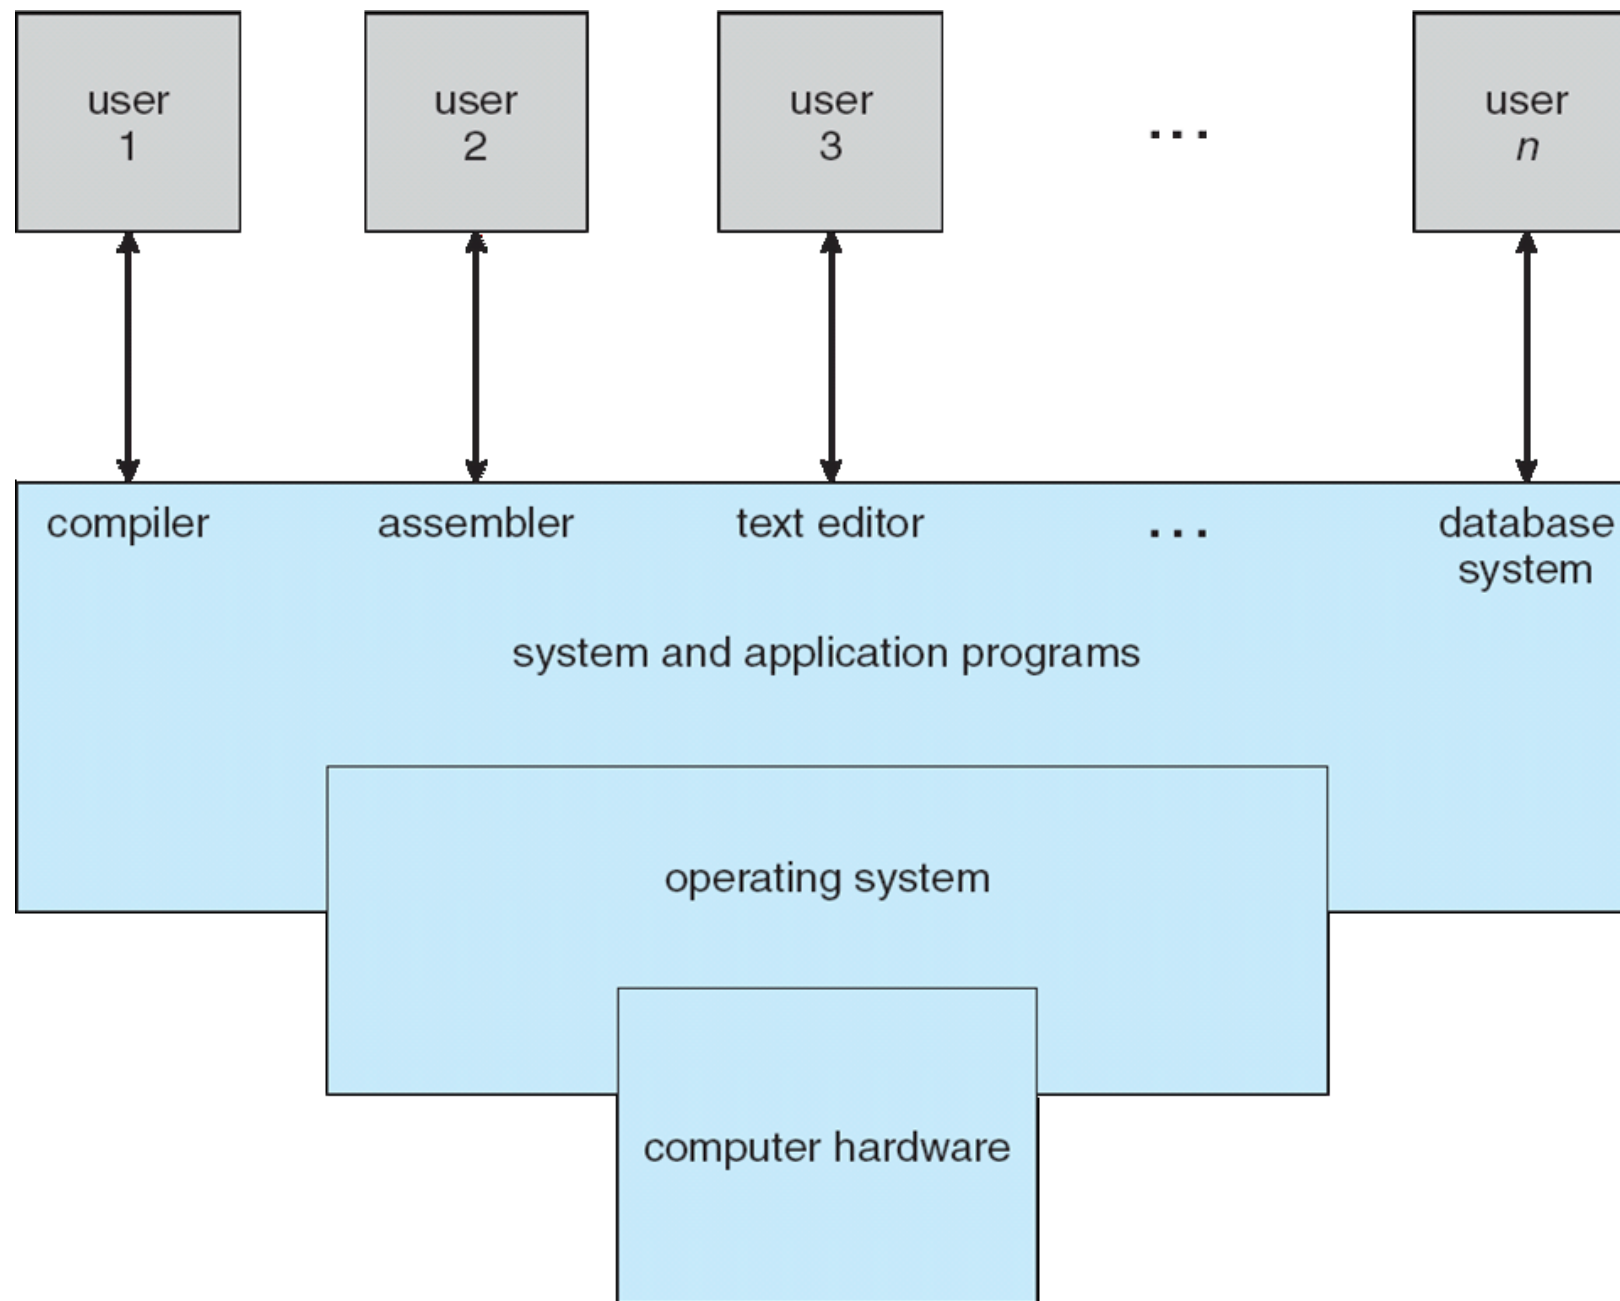 user
1
user
2
user
3
...
user
n
compiler
assembler
text editor
...
database
system
system and application programs
operating system
computer hardware